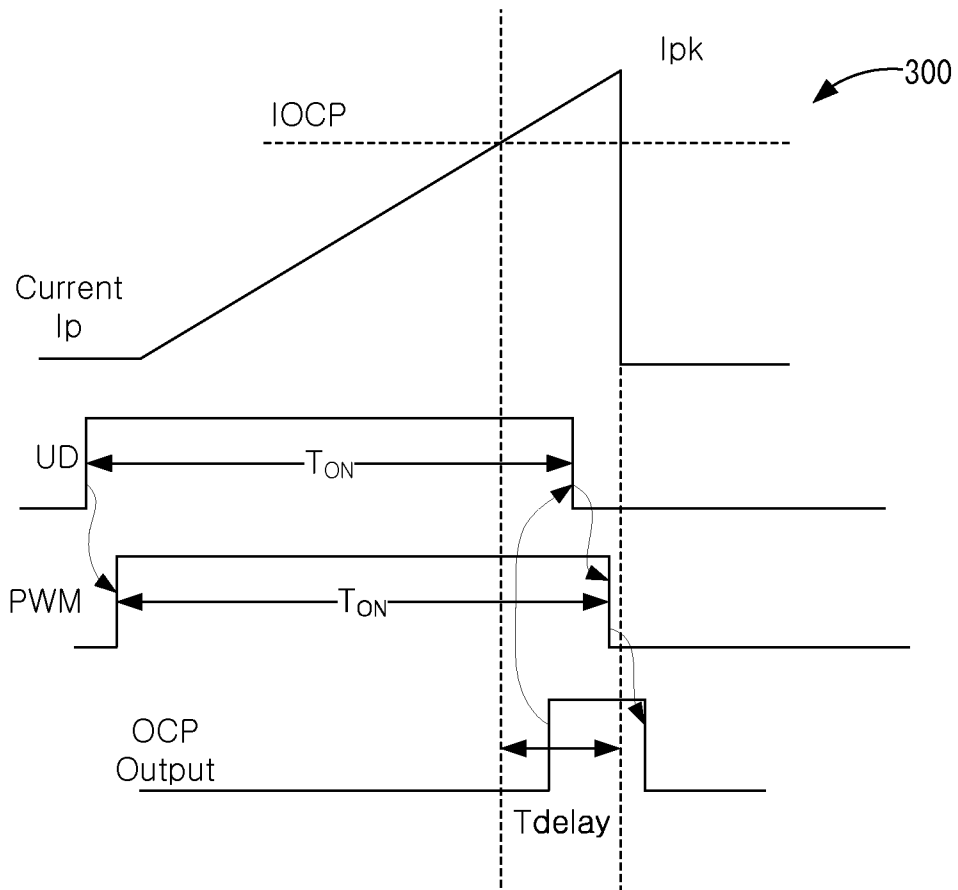 Ipk
300
IOCP
Current
Ip
UD
TON
PWM
TON
OCP
Output
Tdelay